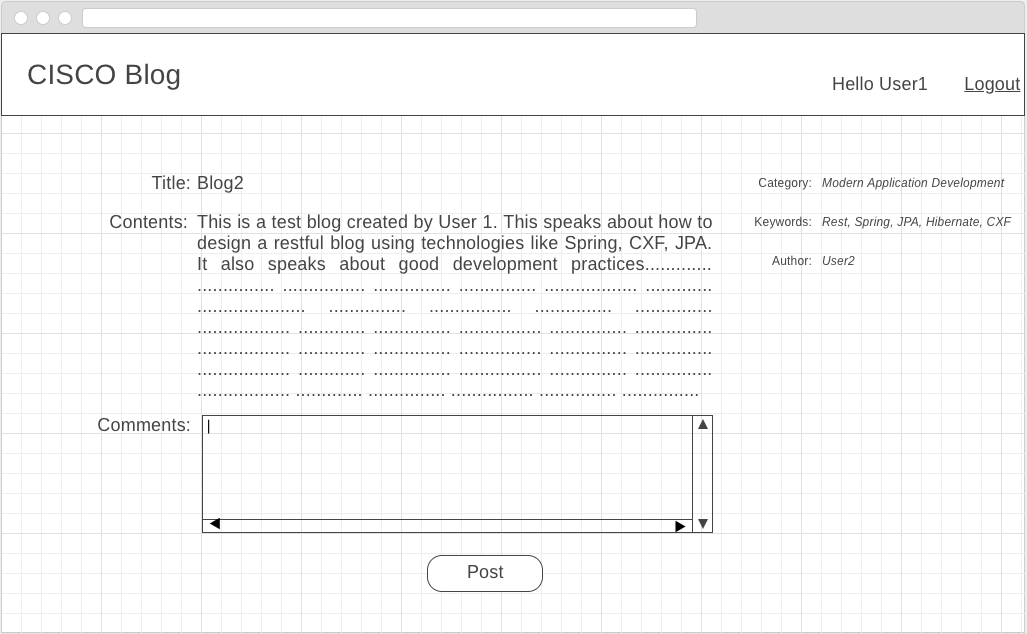 CISCO Blog
Hello User1 Logout
Title: Blog2
Category: Modern Application Development
Contents: This is a test blog created by User 1. This speaks about how to
Keywords: Rest, Spring, JPA, Hibernate, CXF
design a restful blog using technologies like Spring, CXF, JPA.
It also speaks about good development practices.............
Author: User2
............... ................ ............... ............... .................. .............
..................... ............... ................ ............... ...............
.................. ............. ............... ................ ............... ...............
.................. ............. ............... ................ ............... ...............
.................. ............. ............... ................ ............... ...............
.................. ............. ............... ................ ............... ...............
Comments:
Post